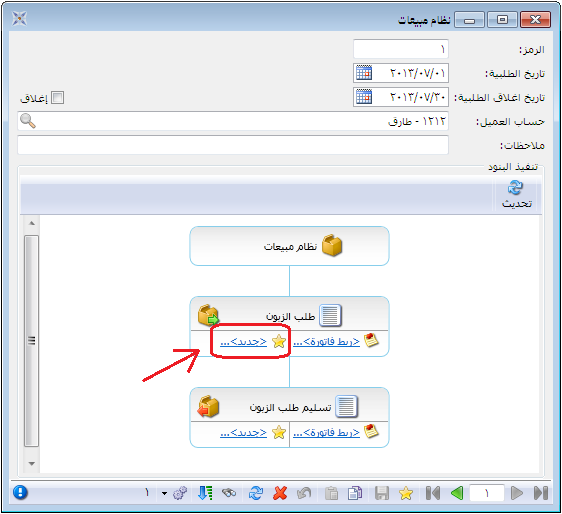 نظام مبيعات
الرمز: ١
تاريخ الطلبية: ٢٠١٣/٠٧/٠١
تاريخ اغلاق الطلبية: ٢٠١٣/٠٧/٣٠ إغلاق
حساب العميل: ١٢١٢ - طارق
ملاحظات:
تنفيذ البنود
تحديث
نظام مبيعات
طلب الزبون
<ربط فاتورة>... <جديد>...
تسليم طلب الزبون
<ربط فاتورة>... <جديد>...
١ ١